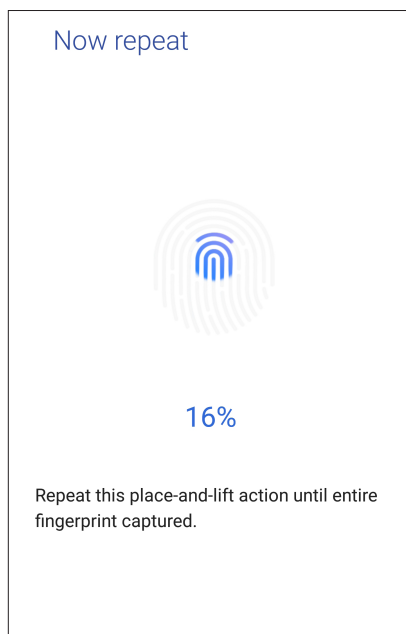 Now repeat
16%
Repeat this place-and-lift action until entire
fingerprint captured.